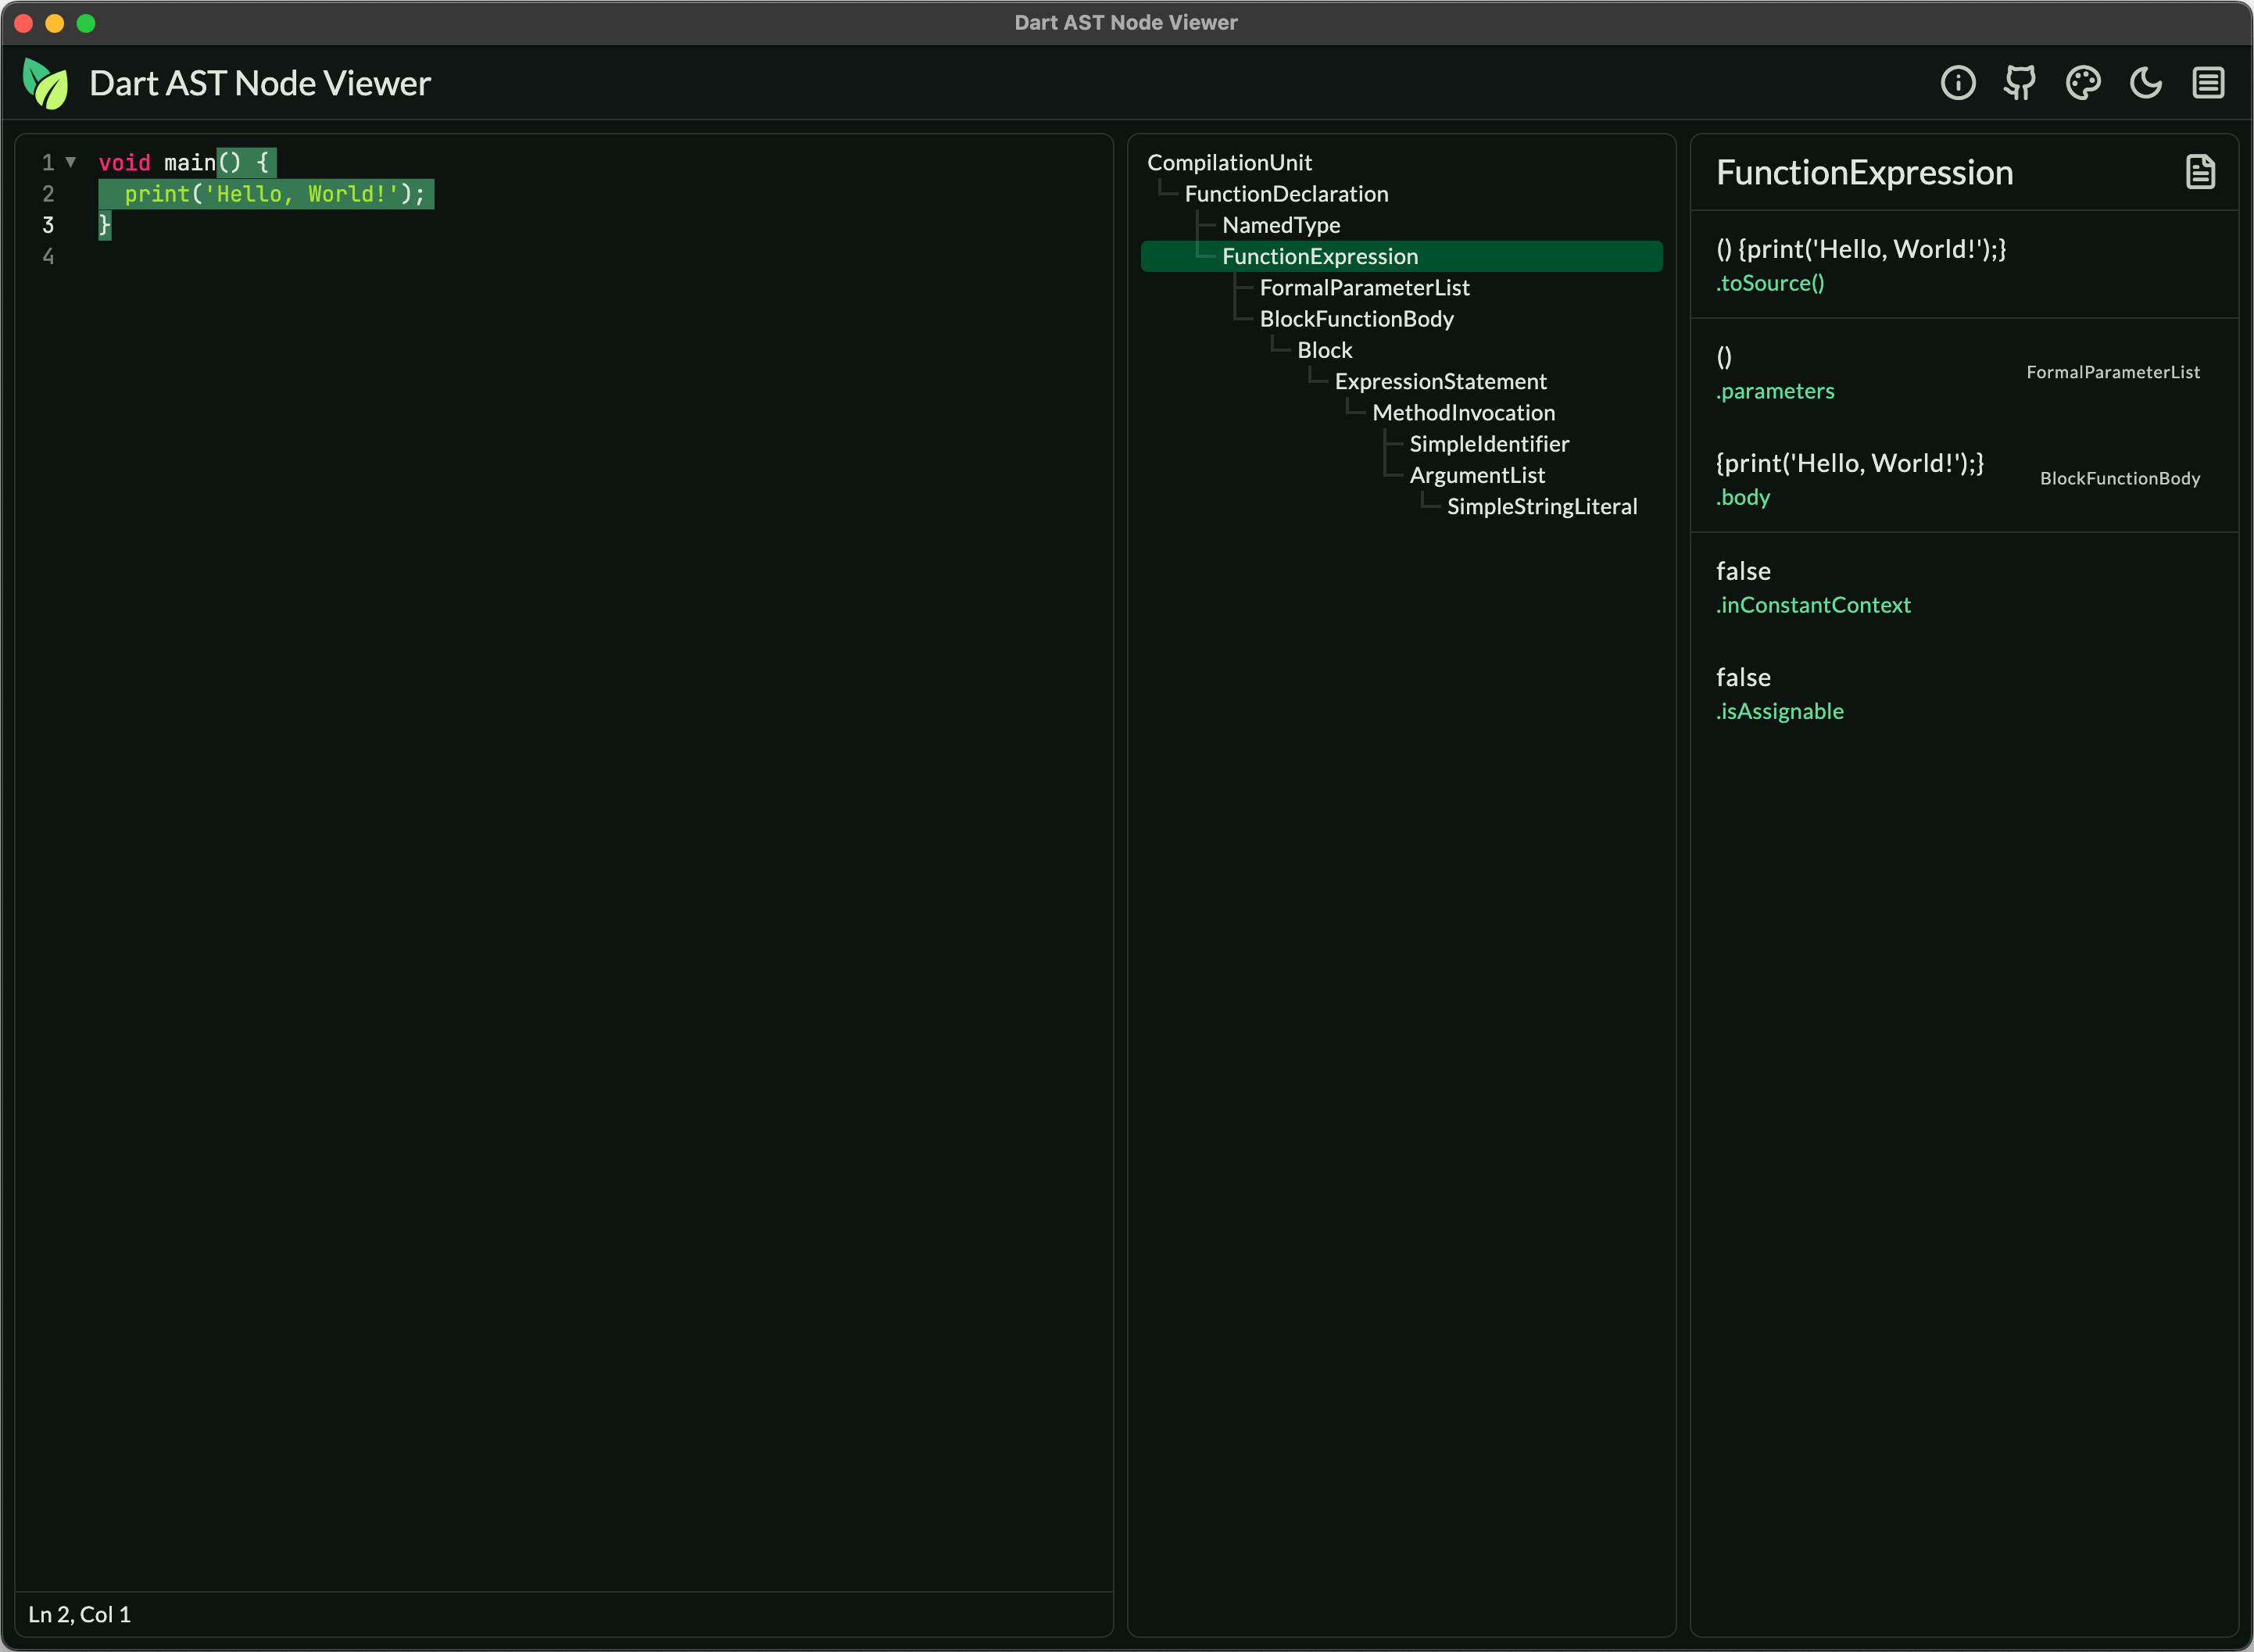 Dart AST Node Viewer
Dart AST Node Viewer
1 void main() {
2   print('Hello, World!');
3 }
4
Ln 2, Col 1
CompilationUnit
FunctionDeclaration
NamedType
FunctionExpression
FormalParameterList
BlockFunctionBody
Block
ExpressionStatement
MethodInvocation
SimpleIdentifier
ArgumentList
SimpleStringLiteral
FunctionExpression
() {print('Hello, World!');}
.toSource()
()
.parameters
FormalParameterList
{print('Hello, World!');}
.body
BlockFunctionBody
false
.inConstantContext
false
.isAssignable